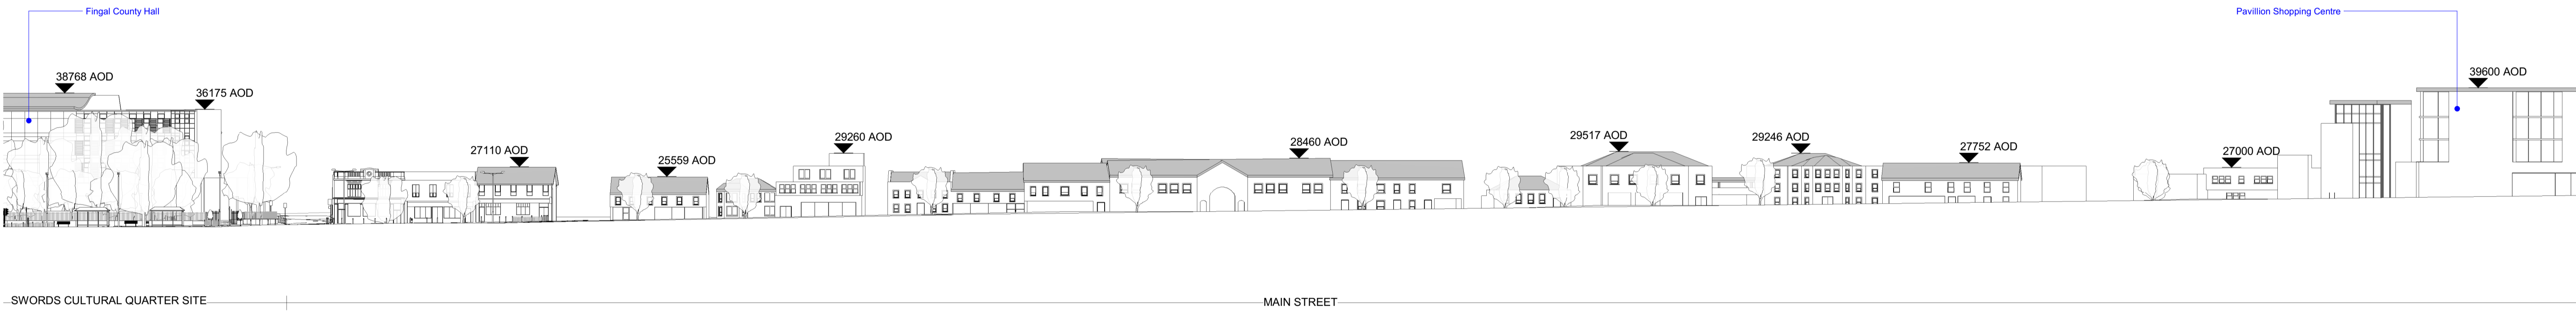 Fingal County Hall
Pavillion Shopping Centre
38768 AOD
36175 AOD
27110 AOD
25559 AOD
29260 AOD
28460 AOD
29517 AOD
29246 AOD
27752 AOD
27000 AOD
39600 AOD
SWORDS CULTURAL QUARTER SITE
MAIN STREET